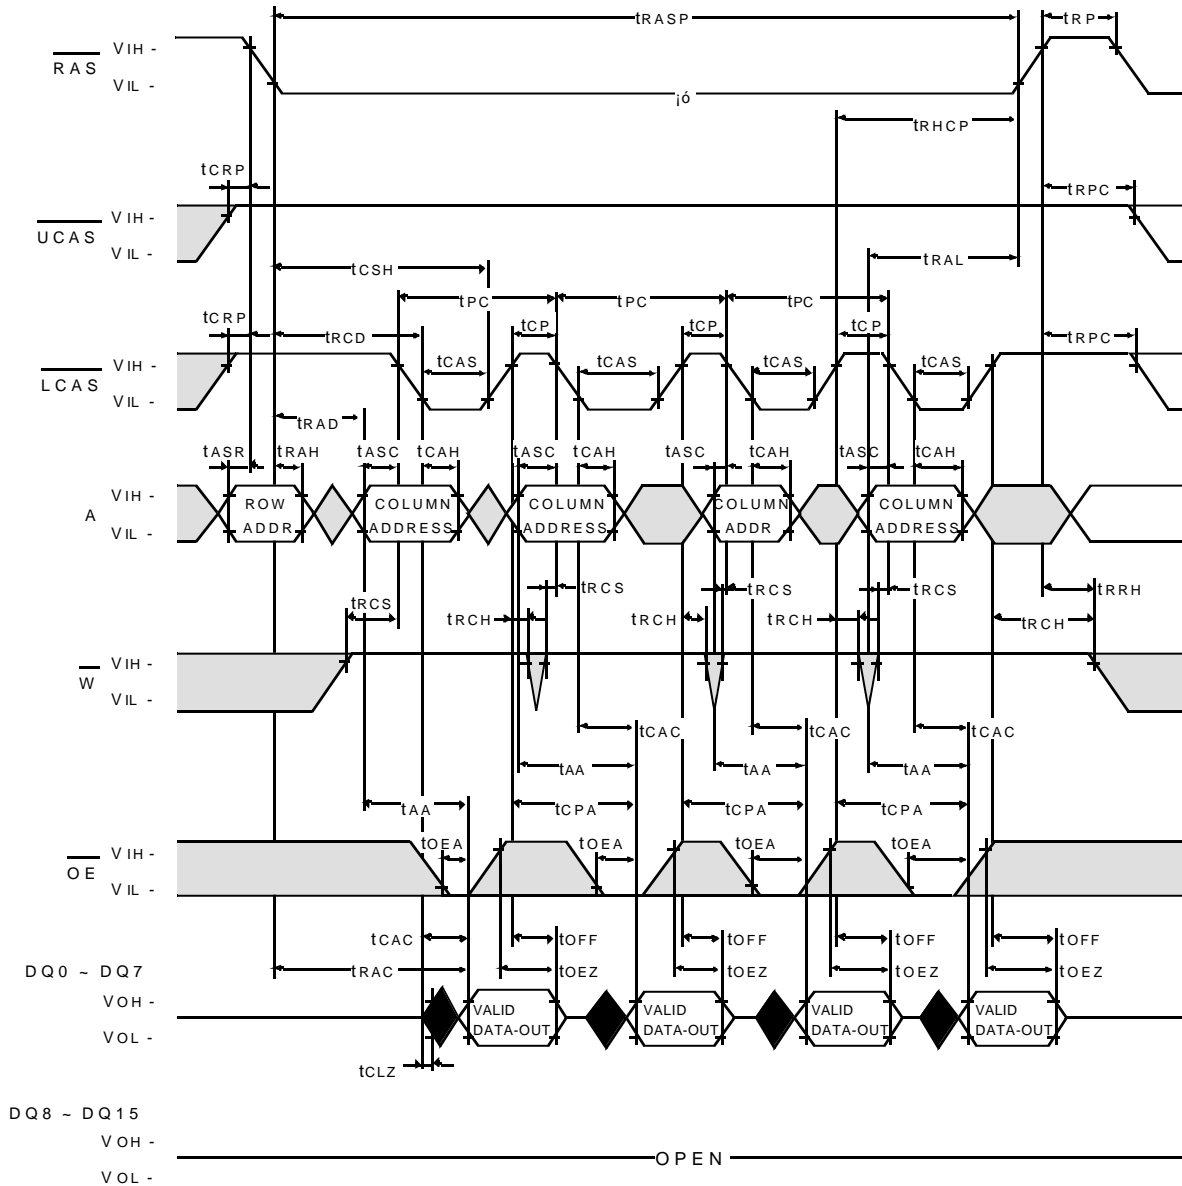 tRASP tRP
RAS VIH -
VIL -
¡ó
tRHCP
tCRP tRPC
UCAS VIH -
VIL -
tCSH tRAL
tPC tPC tPC
tCRP tRCD tCP tCP tCP tRPC
LCAS VIH -
VIL -
tCAS tCAS tCAS tCAS
tRAD
tASR tRAH tASC tCAH tASC tCAH tASC tCAH tASC tCAH
A VIH -
VIL -
ROW ADDR
COLUMN ADDRESS
COLUMN ADDRESS
COLUMN ADDR
COLUMN ADDRESS
tRCS tRCS tRCS tRCS tRRH
tRCH tRCH tRCH tRCH
W VIH -
VIL -
tCAC tCAC tCAC
tAA tAA tAA
tAA tCPA tCPA tCPA
tOEA tOEA tOEA tOEA
OE VIH -
VIL -
tCAC tOFF tOFF tOFF tOFF
tRAC tOEZ tOEZ tOEZ tOEZ
DQ0 ~ DQ7
VOH -
VOL -
VALID DATA-OUT
VALID DATA-OUT
VALID DATA-OUT
VALID DATA-OUT
tCLZ
DQ8 ~ DQ15
VOH -
VOL -
OPEN